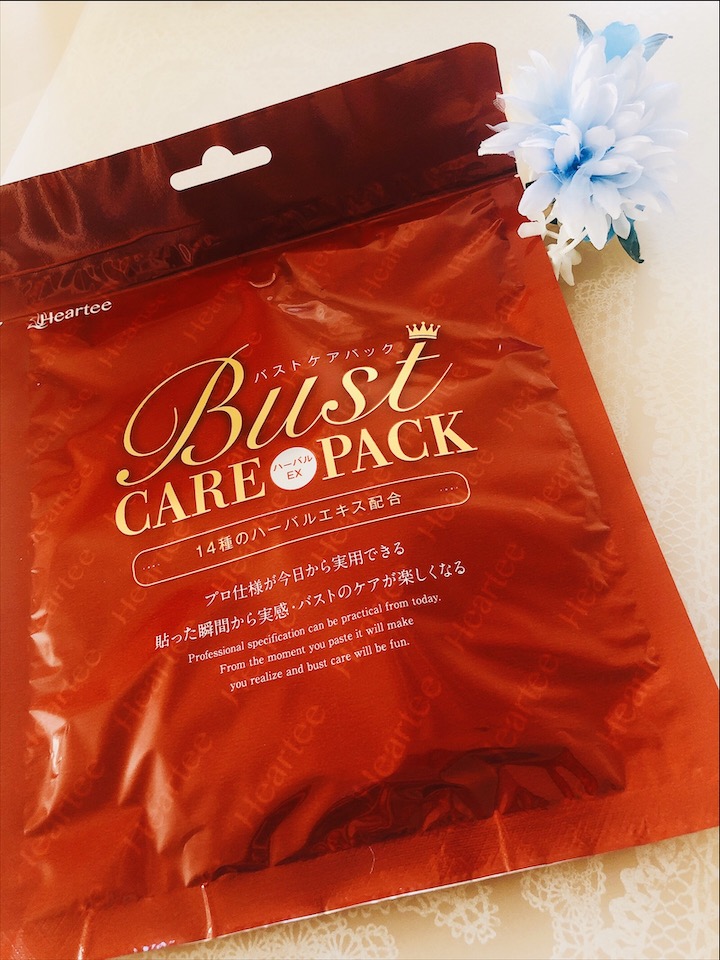 Heartee
バストケアパック
Bust
CARE PACK
ハーバル
EX
14種のハーバルエキス配合
プロ仕様が今日から実用できる
貼った瞬間から実感・バストのケアが楽しくなる
Professional specification can be practical from today.
From the moment you paste it will make
you realize and bust care will be fun.
Heartee
Heartee
Heartee
Heartee